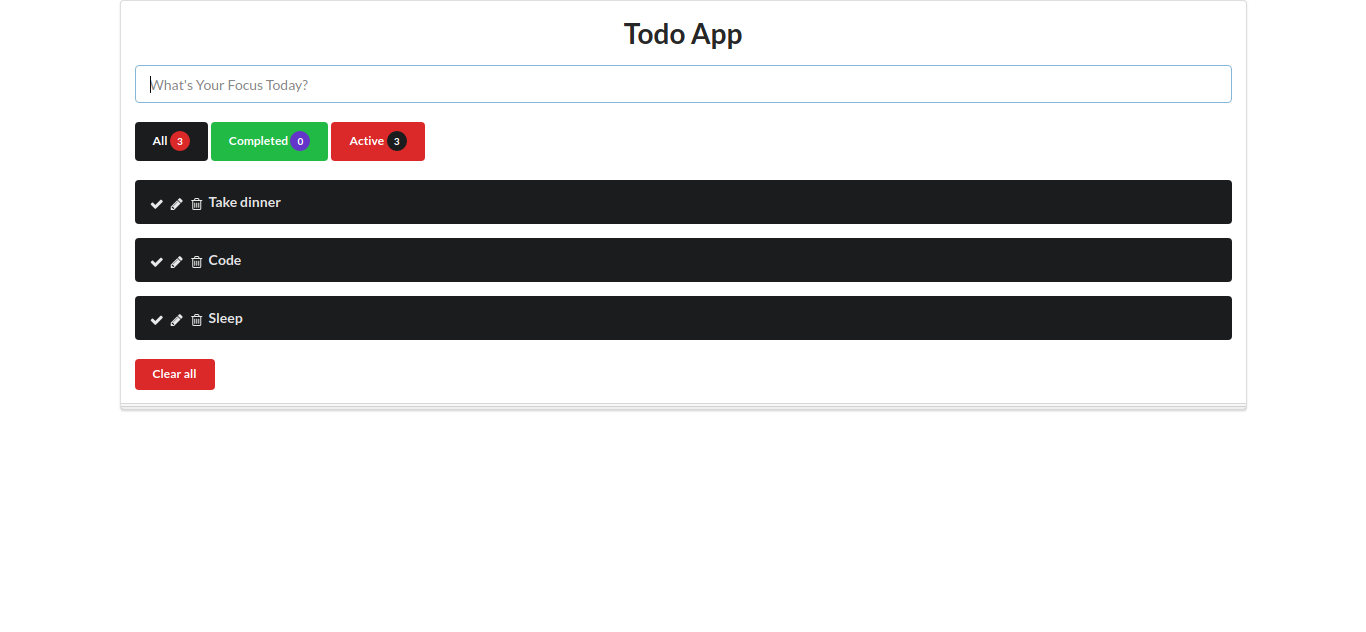 Todo App
What's Your Focus Today?
All 3 Completed 0 Active 3
Take dinner
Code
Sleep
Clear all